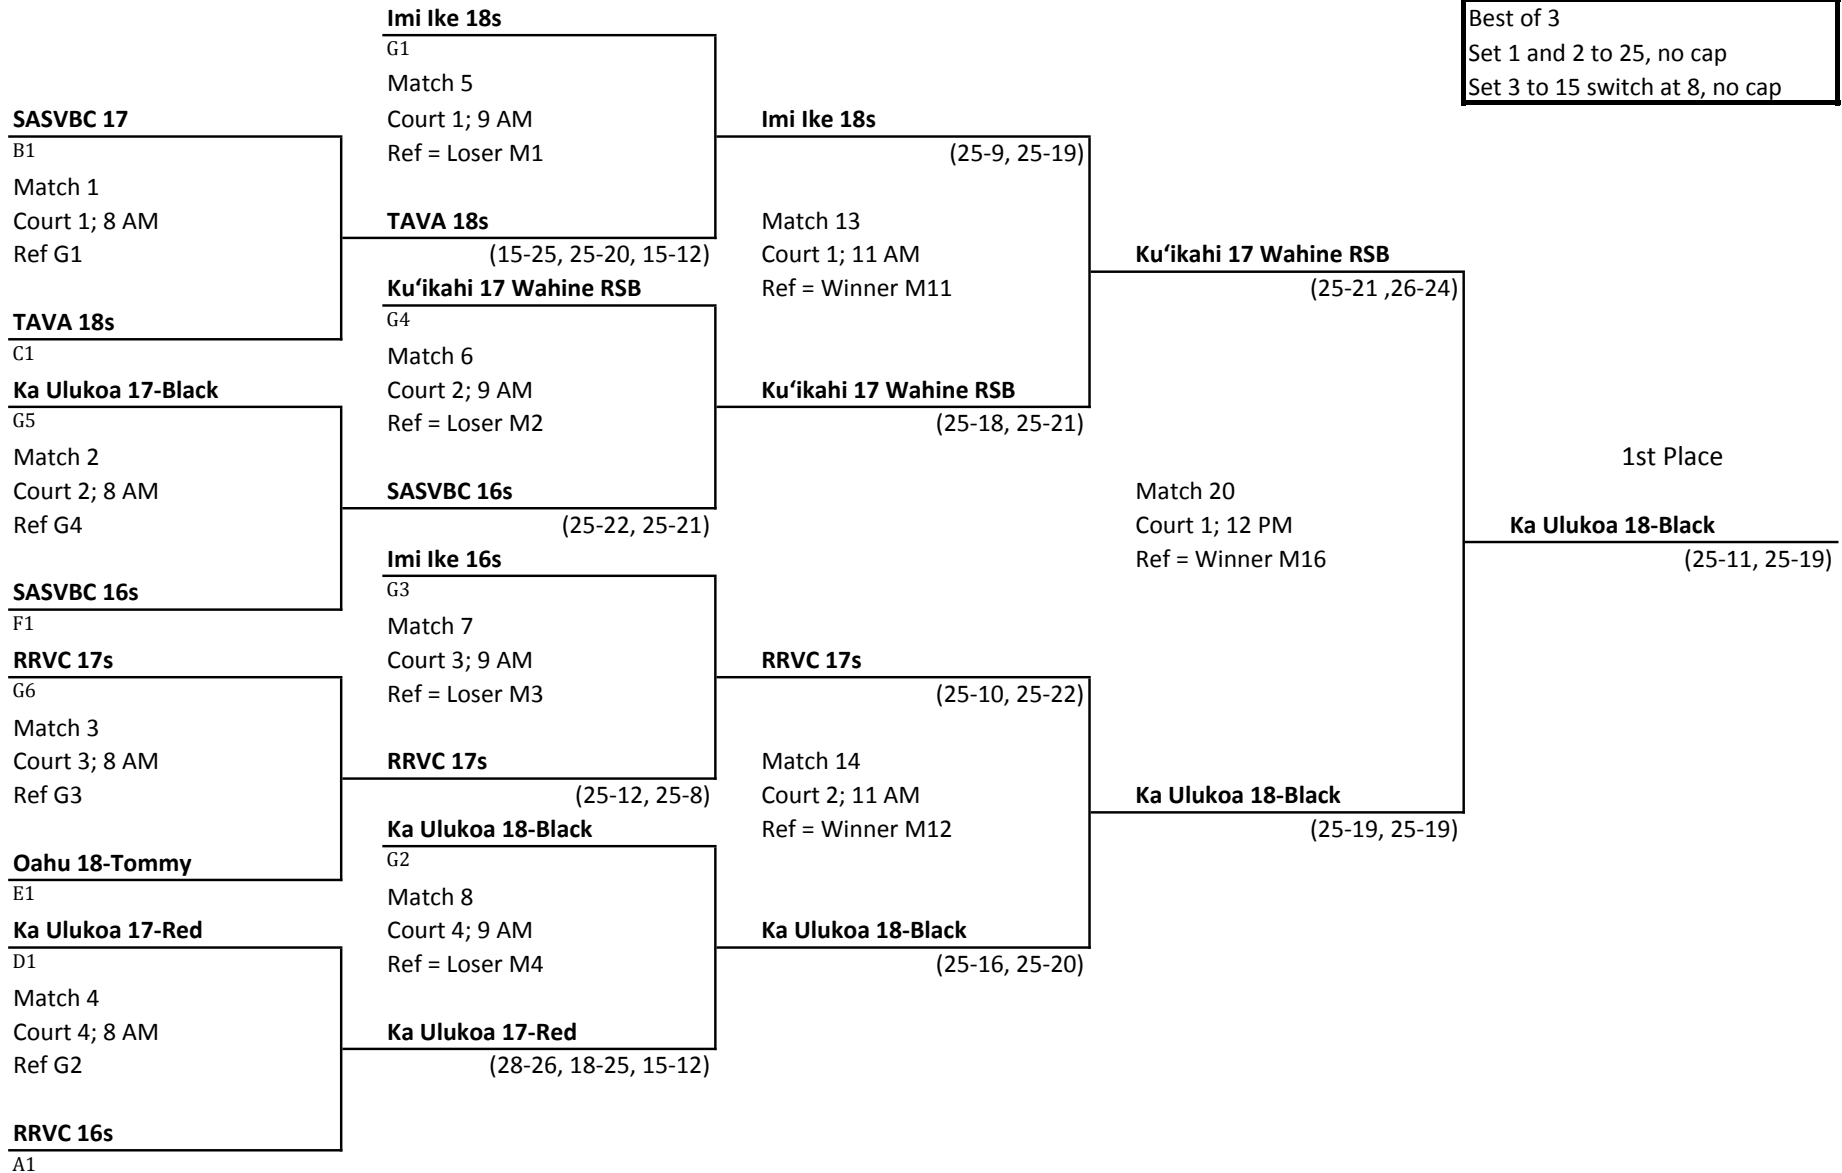 Best of 3
Set 1 and 2 to 25, no cap
Set 3 to 15 switch at 8, no cap
SASVBC 17
B1
Match 1
Court 1; 8 AM
Ref G1
TAVA 18s
C1
Ka Ulukoa 17-Black
G5
Match 2
Court 2; 8 AM
Ref G4
SASVBC 16s
F1
RRVC 17s
G6
Match 3
Court 3; 8 AM
Ref G3
Oahu 18-Tommy
E1
Ka Ulukoa 17-Red
D1
Match 4
Court 4; 8 AM
Ref G2
RRVC 16s
A1
Imi Ike 18s
G1
Match 5
Court 1; 9 AM
Ref = Loser M1
TAVA 18s
(15-25, 25-20, 15-12)
Kuʻikahi 17 Wahine RSB
G4
Match 6
Court 2; 9 AM
Ref = Loser M2
SASVBC 16s
(25-22, 25-21)
Imi Ike 16s
G3
Match 7
Court 3; 9 AM
Ref = Loser M3
RRVC 17s
(25-12, 25-8)
Ka Ulukoa 18-Black
G2
Match 8
Court 4; 9 AM
Ref = Loser M4
Ka Ulukoa 17-Red
(28-26, 18-25, 15-12)
Imi Ike 18s
(25-9, 25-19)
Match 13
Court 1; 11 AM
Ref = Winner M11
Kuʻikahi 17 Wahine RSB
(25-18, 25-21)
RRVC 17s
(25-10, 25-22)
Match 14
Court 2; 11 AM
Ref = Winner M12
Ka Ulukoa 18-Black
(25-16, 25-20)
Kuʻikahi 17 Wahine RSB
(25-21 ,26-24)
Match 20
Court 1; 12 PM
Ref = Winner M16
Ka Ulukoa 18-Black
(25-19, 25-19)
1st Place
Ka Ulukoa 18-Black
(25-11, 25-19)